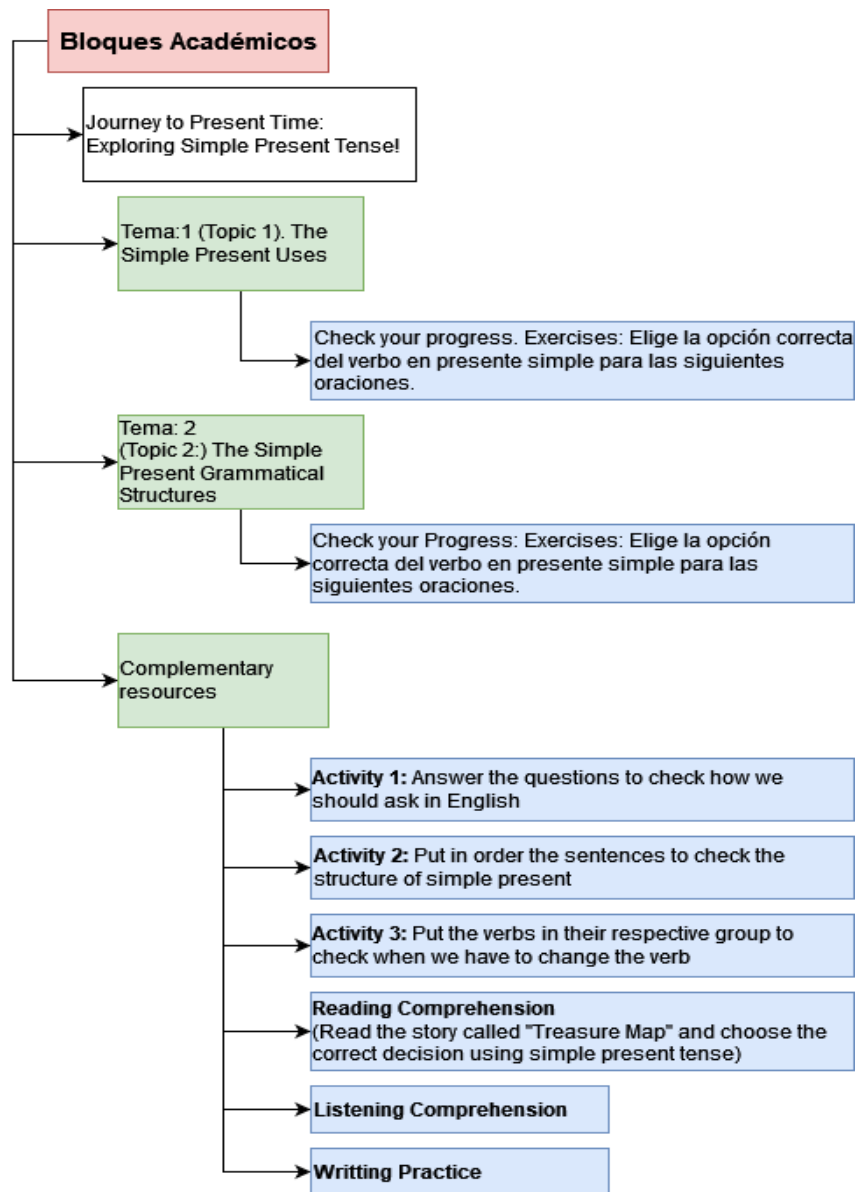 Bloques Académicos
Journey to Present Time:
Exploring Simple Present Tense!
Tema:1 (Topic 1). The
Simple Present Uses
Check your progress. Exercises: Elige la opción correcta
del verbo en presente simple para las siguientes
oraciones.
Tema: 2
(Topic 2:) The Simple
Present Grammatical
Structures
Check your Progress: Exercises: Elige la opción
correcta del verbo en presente simple para las
siguientes oraciones.
Complementary
resources
Activity 1: Answer the questions to check how we
should ask in English
Activity 2: Put in order the sentences to check the
structure of simple present
Activity 3: Put the verbs in their respective group to
check when we have to change the verb
Reading Comprehension
(Read the story called "Treasure Map" and choose the
correct decision using simple present tense)
Listening Comprehension
Writting Practice